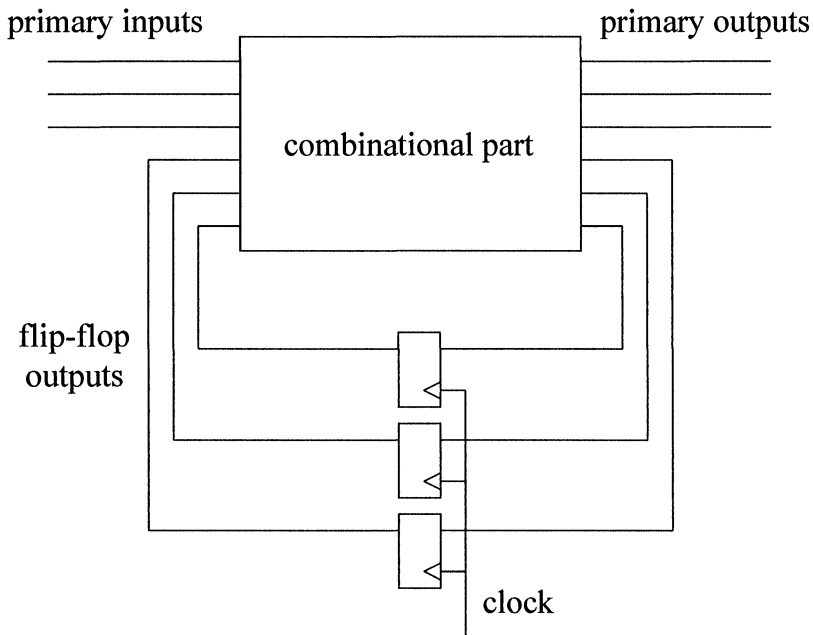 primary inputs
primary outputs
combinational part
flip-flop
outputs
clock